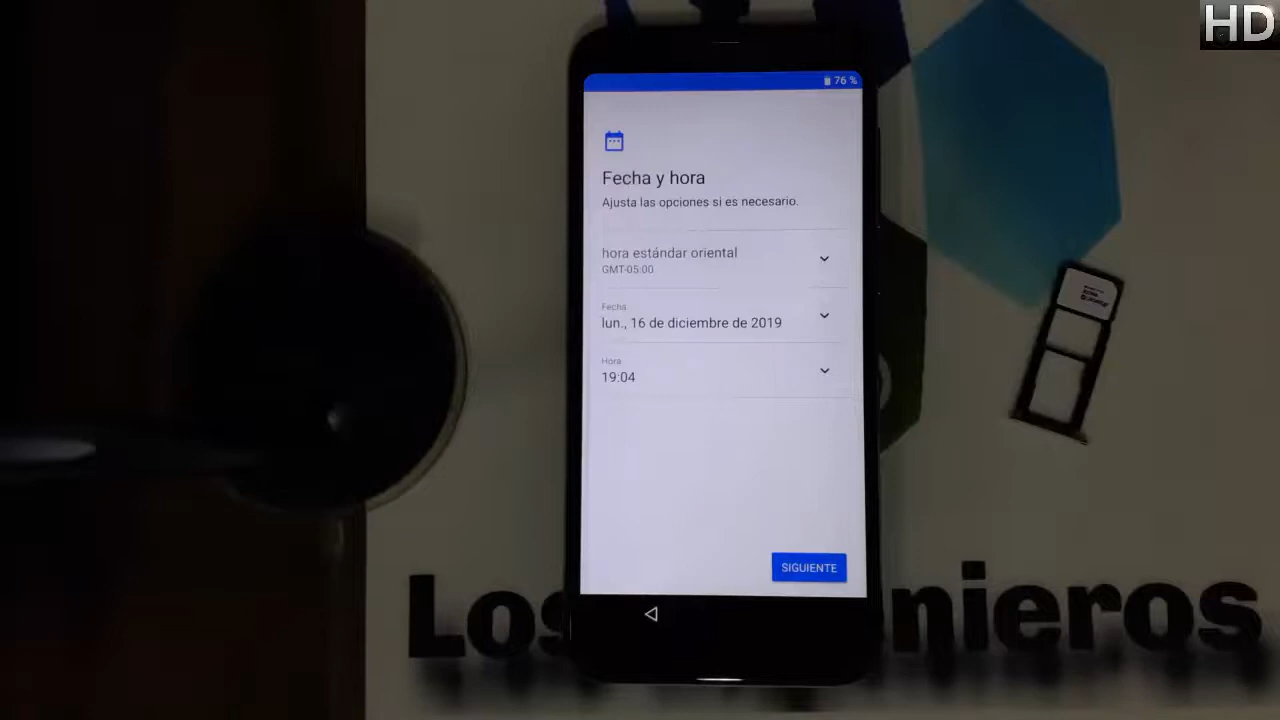 HD
76 %
Fecha y hora
Ajusta las opciones si es necesario.
hora estándar oriental
GMT-05:00
Fecha
lun., 16 de diciembre de 2019
Hora
19:04
SIGUIENTE
Los nieros